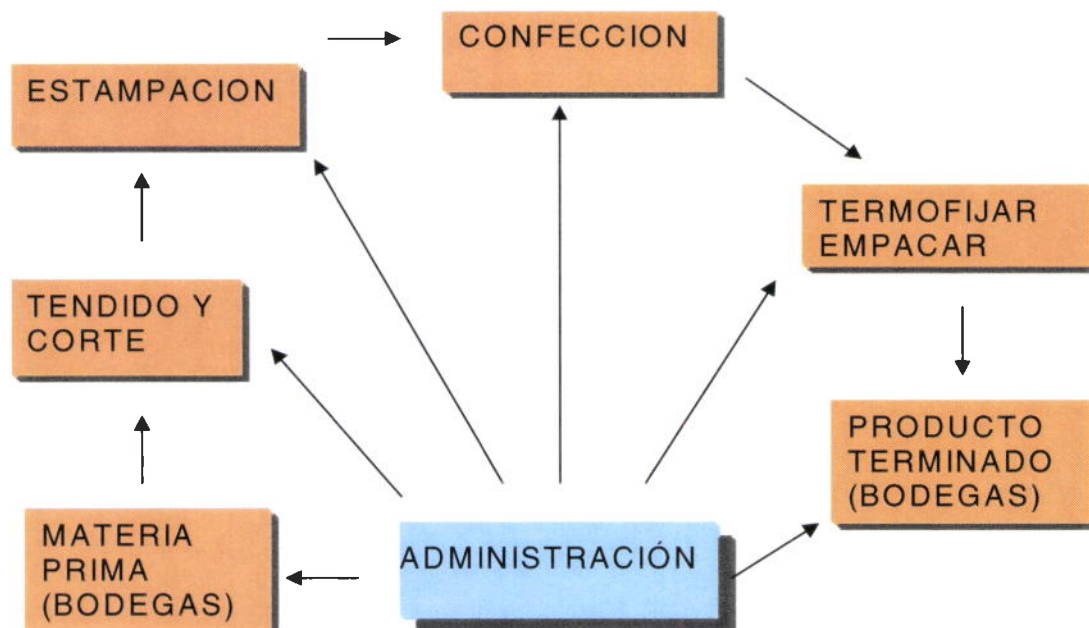 CONFECCION
ESTAMPACION
TERMOFIJAR
EMPACAR
TENDIDO Y
CORTE
PRODUCTO
TERMINADO
(BODEGAS)
MATERIA
PRIMA
(BODEGAS)
ADMINISTRACIÓN